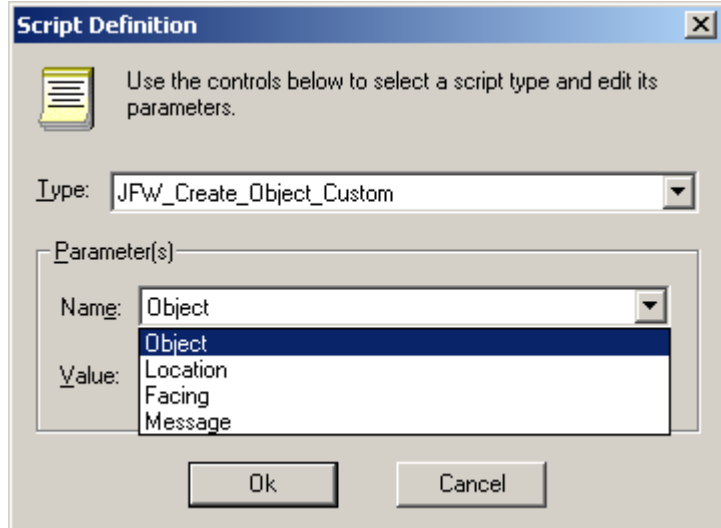 Script Definition
Use the controls below to select a script type and edit its
parameters.
Type: JFW_Create_Object_Custom
Parameter(s)
Name: Object
Object
Location
Value:
Facing
Message
Ok Cancel